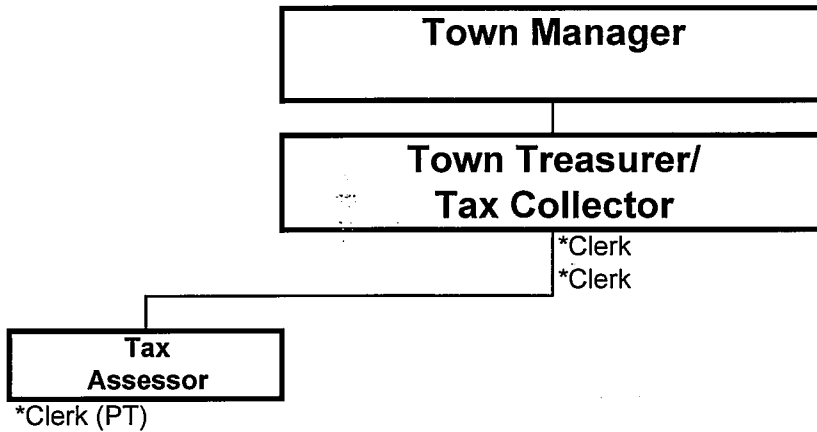 Town Manager
Town Treasurer/
Tax Collector
*Clerk
*Clerk
Tax
Assessor
*Clerk (PT)